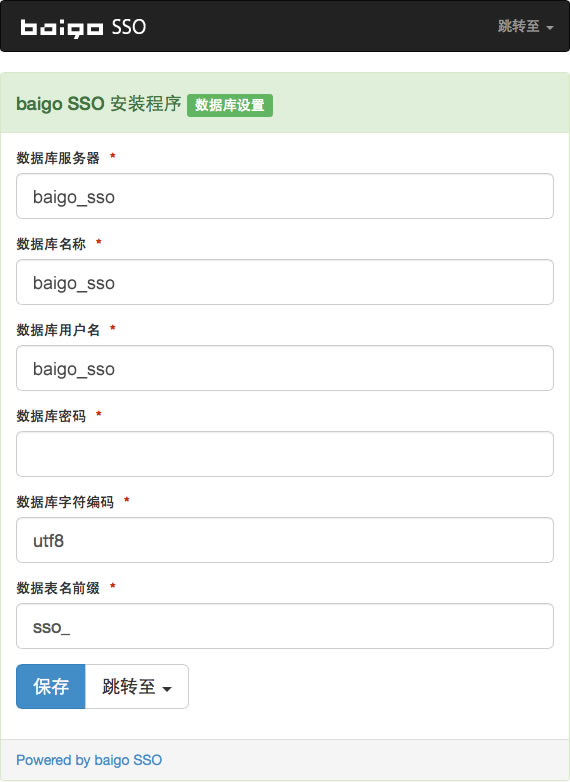 baigo SSO
跳转至
baigo SSO 安装程序 数据库设置
数据库服务器 *
baigo_sso
数据库名称 *
baigo_sso
数据库用户名 *
baigo_sso
数据库密码 *
数据库字符编码 *
utf8
数据表名前缀 *
sso_
保存 跳转至
Powered by baigo SSO